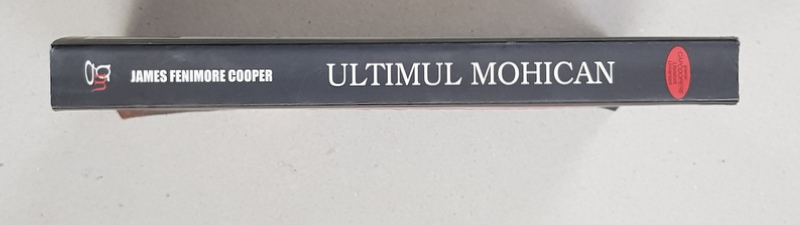 JAMES FENIMORE COOPER
ULTIMUL MOHICAN